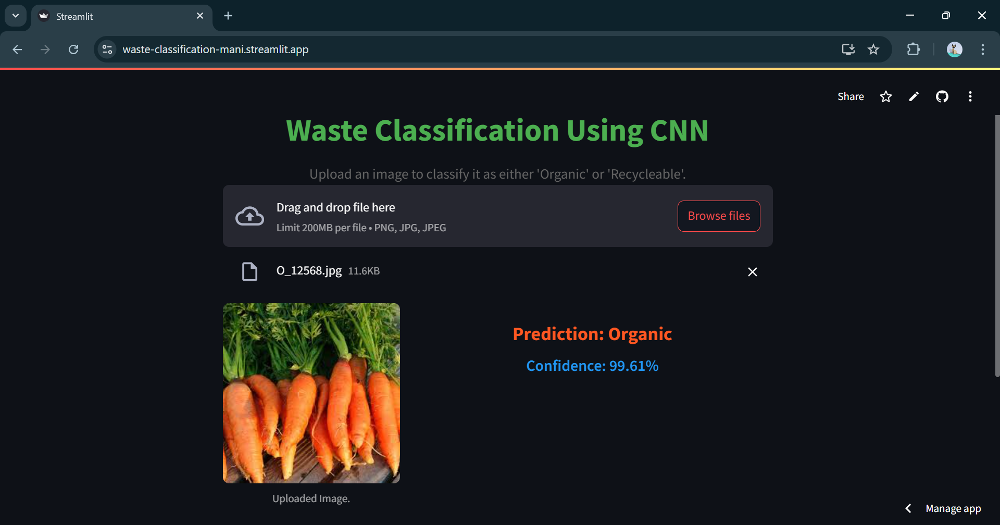 Streamlit
waste-classification-mani.streamlit.app
Share
Waste Classification Using CNN
Upload an image to classify it as either 'Organic' or 'Recycleable'.
Drag and drop file here
Limit 200MB per file • PNG, JPG, JPEG
Browse files
O_12568.jpg 11.6KB
Prediction: Organic
Confidence: 99.61%
Uploaded Image.
Manage app